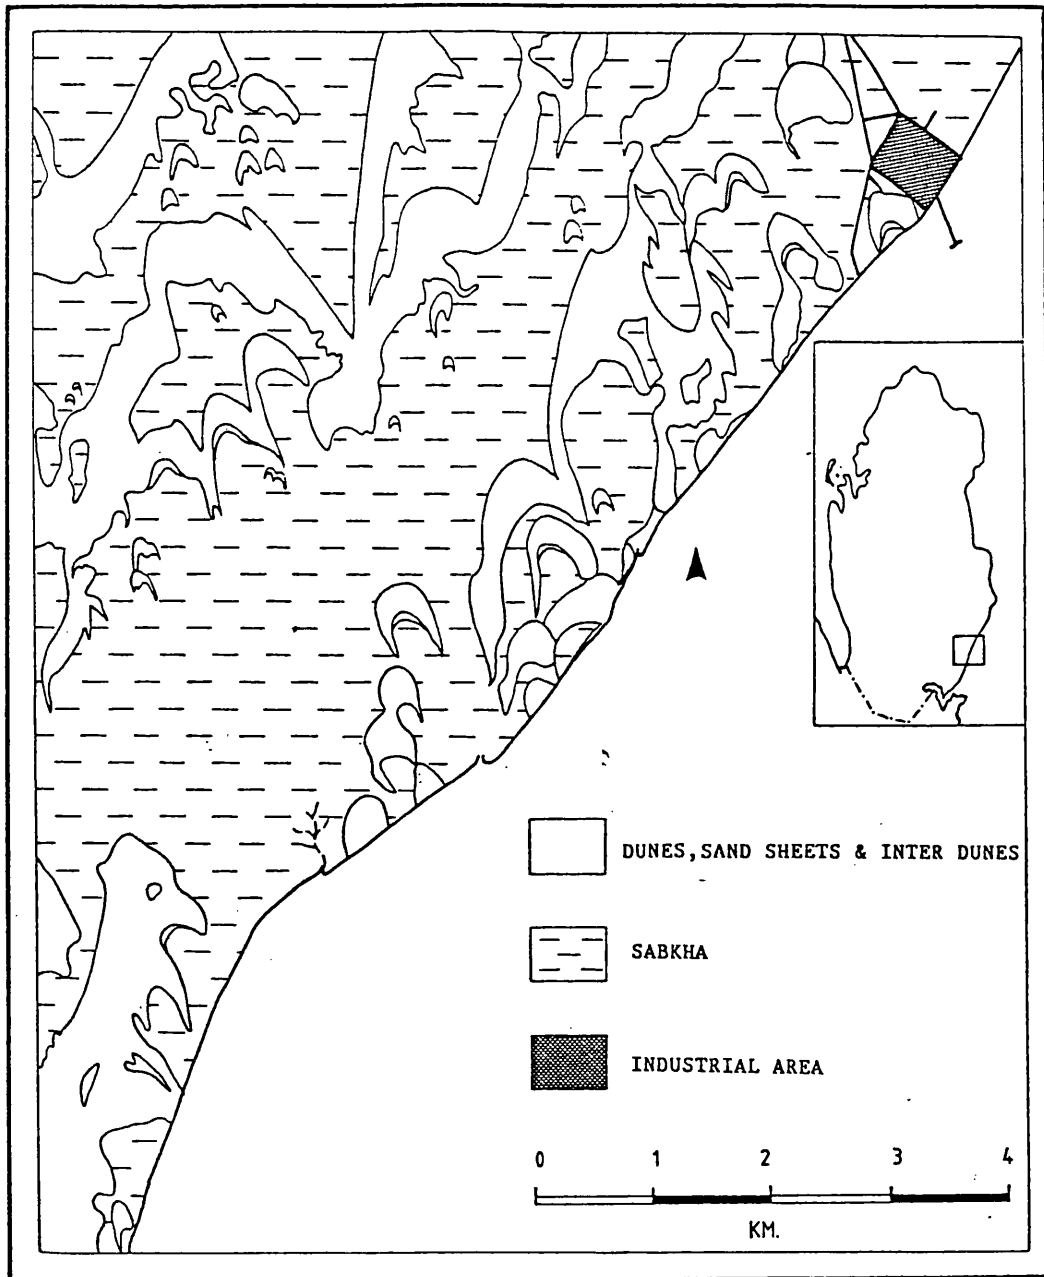 DUNES, SAND SHEETS & INTER DUNES
SABKHA
INDUSTRIAL AREA
0 1 2 3 4
KM.